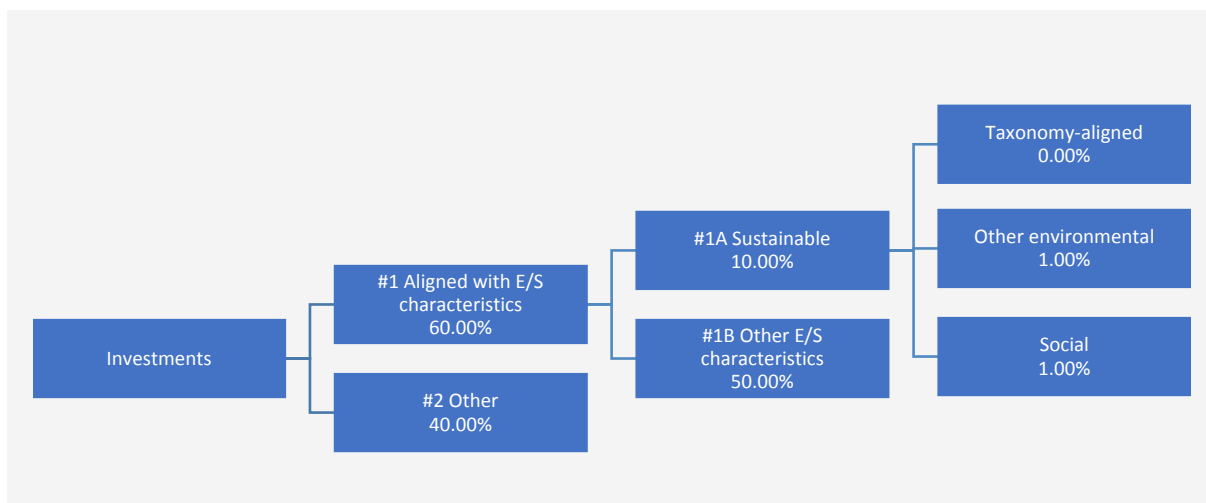 Investments
#1 Aligned with E/S
characteristics
60.00%
#2 Other
40.00%
#1A Sustainable
10.00%
#1B Other E/S
characteristics
50.00%
Taxonomy-aligned
0.00%
Other environmental
1.00%
Social
1.00%